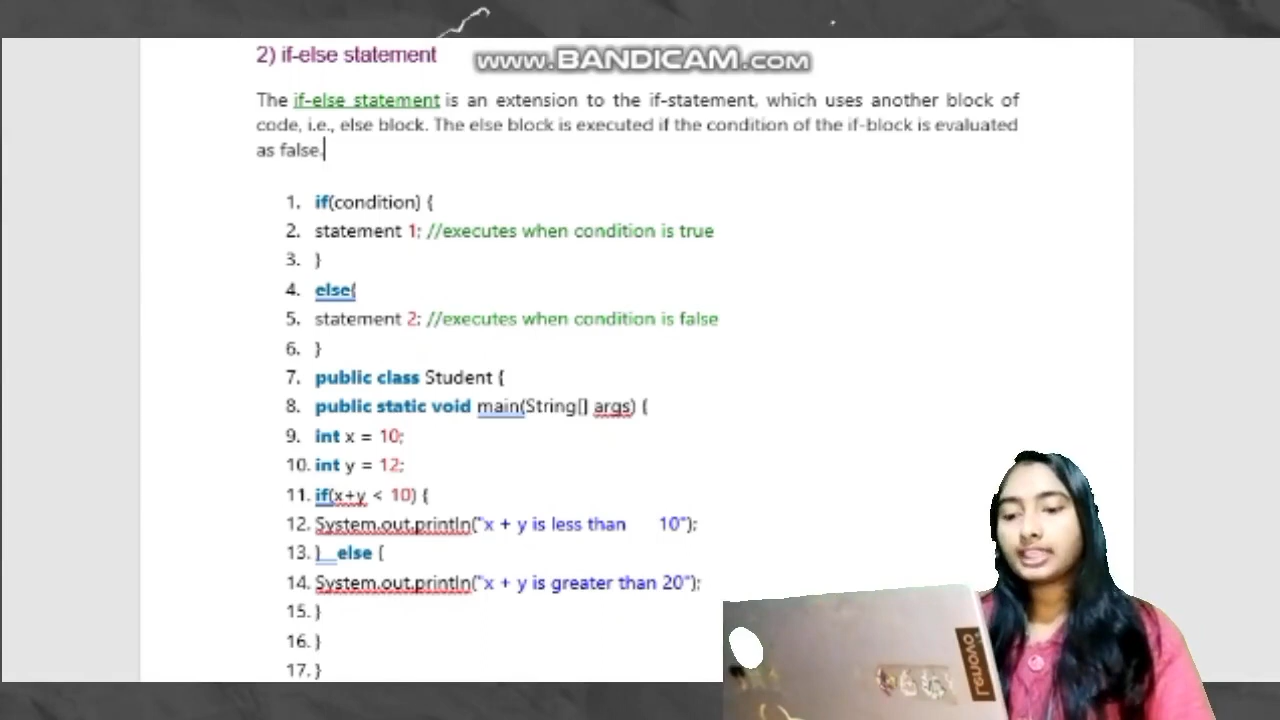 2) if-else statement
www.BANDICAM.COM
The if-else statement is an extension to the if-statement, which uses another block of
code, i.e., else block. The else block is executed if the condition of the if-block is evaluated
as false.
1. if(condition) {
2. statement 1; //executes when condition is true
3. }
4. else{
5. statement 2; //executes when condition is false
6. }
7. public class Student {
8. public static void main(String[] args) {
9. int x = 10;
10. int y = 12;
11. if(x+y < 10) {
12. System.out.println("x + y is less than      10");
13. }  else {
14. System.out.println("x + y is greater than 20");
15. }
16. }
17. }
Lenovo